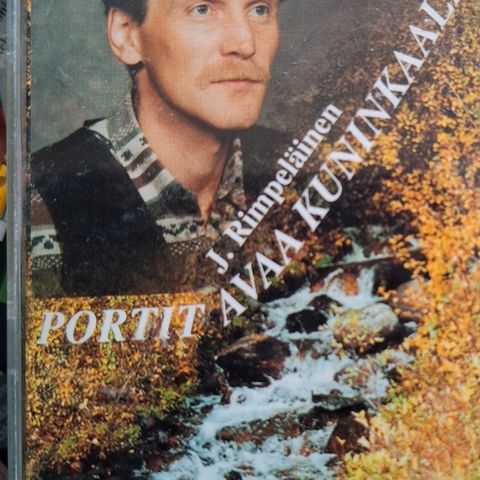 J. Rimpeläinen
PORTIT AVAA KUNINKAAL